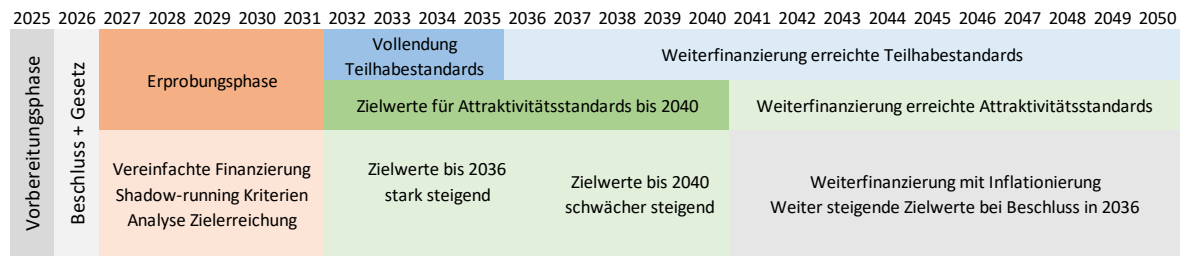 2025 2026 2027 2028 2029 2030 2031 2032 2033 2034 2035 2036 2037 2038 2039 2040 2041 2042 2043 2044 2045 2046 2047 2048 2049 2050
Vorbereitungsphase
Beschluss + Gesetz
Erprobungsphase
Vollendung
Teilhabestandards
Weiterfinanzierung erreichte Teilhabestandards
Zielwerte für Attraktivitätsstandards bis 2040
Weiterfinanzierung erreichte Attraktivitätsstandards
Vereinfachte Finanzierung
Shadow-running Kriterien
Analyse Zielerreichung
Zielwerte bis 2036
stark steigend
Zielwerte bis 2040
schwächer steigend
Weiterfinanzierung mit Inflationierung
Weiter steigende Zielwerte bei Beschluss in 2036